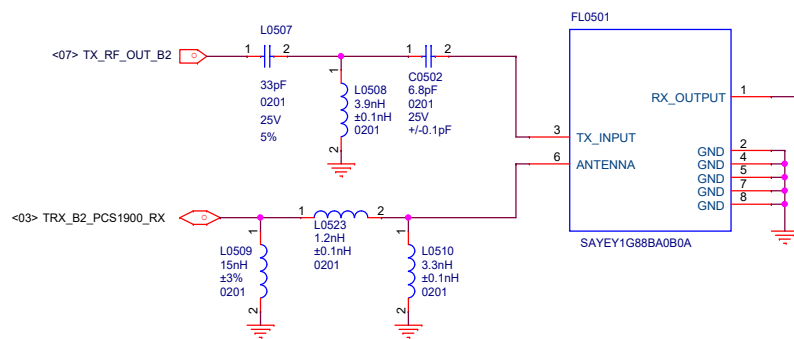 FL0501
L0507
<07> TX_RF_OUT_B2
1 2
1 2
33pF
0201
25V
5%
1
L0508
3.9nH
±0.1nH
0201
2
C0502
6.8pF
0201
25V
+/-0.1pF
RX_OUTPUT 1
3 TX_INPUT
6 ANTENNA
GND 2
GND 4
GND 5
GND 7
GND 8
SAYEY1G88BA0B0A
<03> TRX_B2_PCS1900_RX
1 2
L0523
1.2nH
±0.1nH
0201
1
L0509
15nH
±3%
0201
2
1
L0510
3.3nH
±0.1nH
0201
2